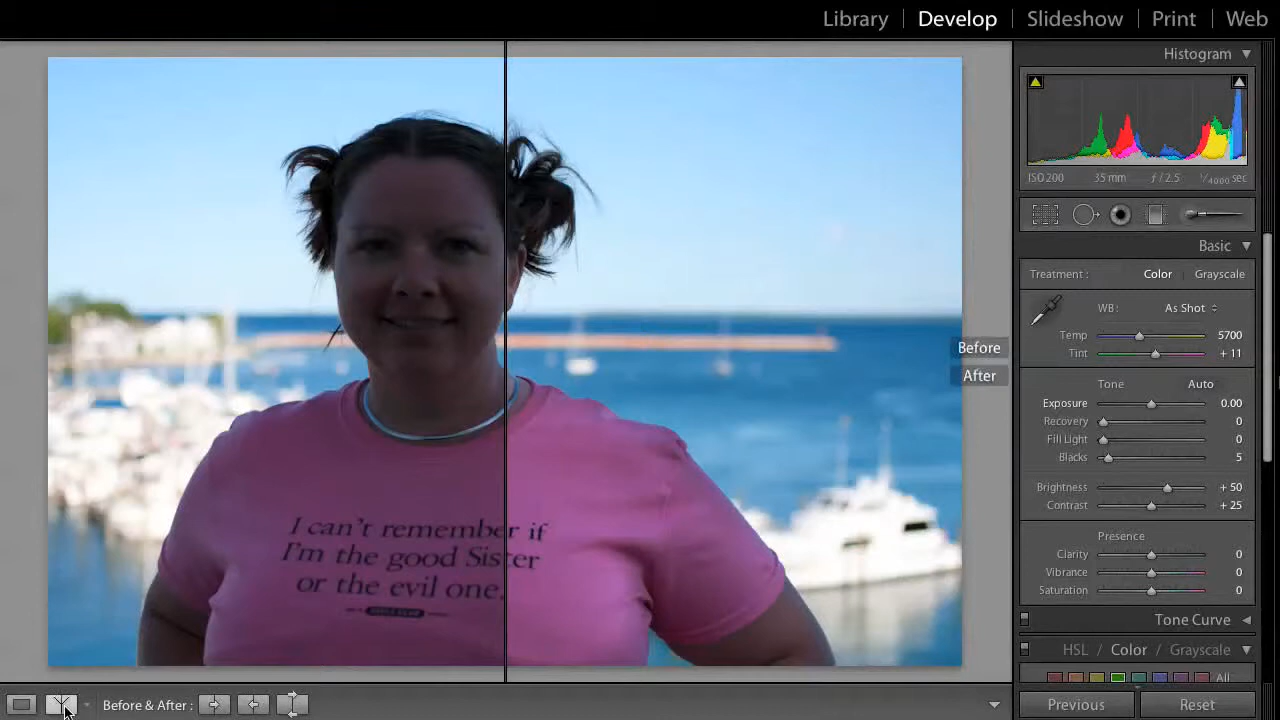 Library | Develop | Slideshow | Print | Web
Histogram
ISO 200 35 mm ƒ / 2.5 1/4000 sec
Basic
Treatment : Color Grayscale
WB : As Shot
Temp 5700
Tint + 11
Tone Auto
Exposure 0.00
Recovery 0
Fill Light 0
Blacks 5
Brightness + 50
Contrast + 25
Presence
Clarity 0
Vibrance 0
Saturation 0
Tone Curve
HSL / Color / Grayscale
All
Previous Reset
Before
After
I can't remember if
I'm the good Sister
or the evil one.
Before & After :